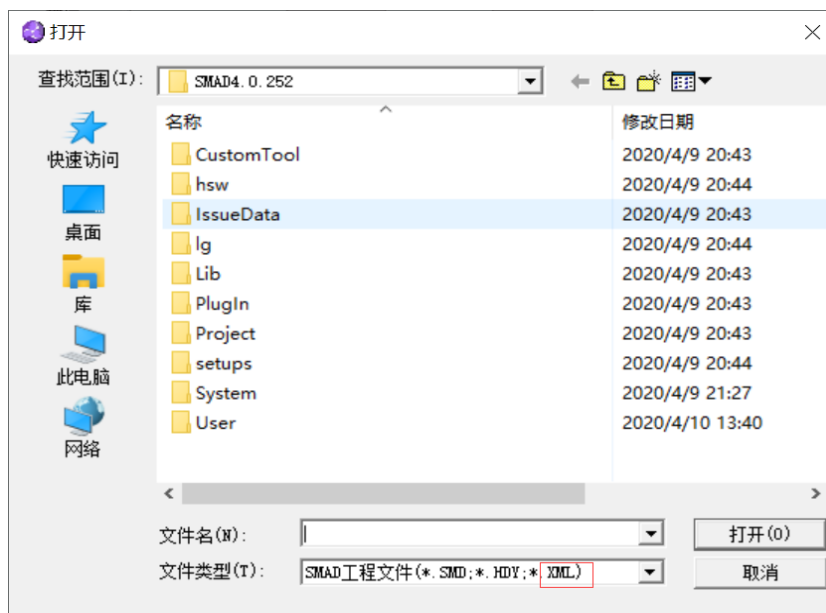 打开
查找范围(I):
SMAD4.0.252
名称 修改日期
快速访问
桌面
库
此电脑
网络
CustomTool 2020/4/9 20:43
hsw 2020/4/9 20:44
IssueData 2020/4/9 20:43
lg 2020/4/9 20:44
Lib 2020/4/9 20:43
PlugIn 2020/4/9 20:43
Project 2020/4/9 20:43
setups 2020/4/9 20:44
System 2020/4/9 21:27
User 2020/4/10 13:40
文件名(N):
打开(O)
文件类型(T):
SMAD工程文件(*.SMD;*.HDY;*.XML)
取消